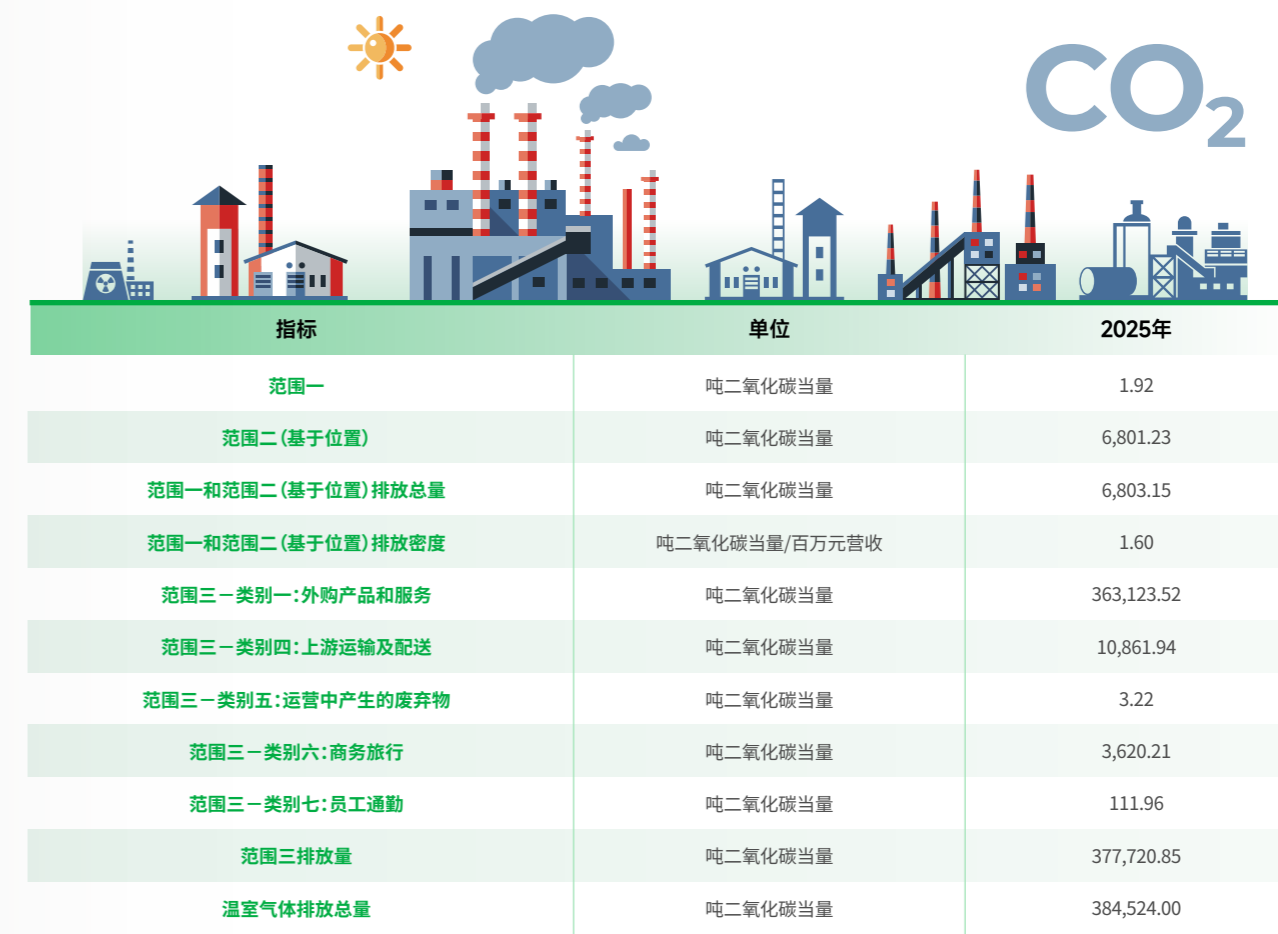 CO₂
指标 单位 2025年
范围一 吨二氧化碳当量 1.92
范围二(基于位置) 吨二氧化碳当量 6,801.23
范围一和范围二(基于位置)排放总量 吨二氧化碳当量 6,803.15
范围一和范围二(基于位置)排放密度 吨二氧化碳当量/百万元营收 1.60
范围三－类别一：外购产品和服务 吨二氧化碳当量 363,123.52
范围三－类别四：上游运输及配送 吨二氧化碳当量 10,861.94
范围三－类别五：运营中产生的废弃物 吨二氧化碳当量 3.22
范围三－类别六：商务旅行 吨二氧化碳当量 3,620.21
范围三－类别七：员工通勤 吨二氧化碳当量 111.96
范围三排放量 吨二氧化碳当量 377,720.85
温室气体排放总量 吨二氧化碳当量 384,524.00